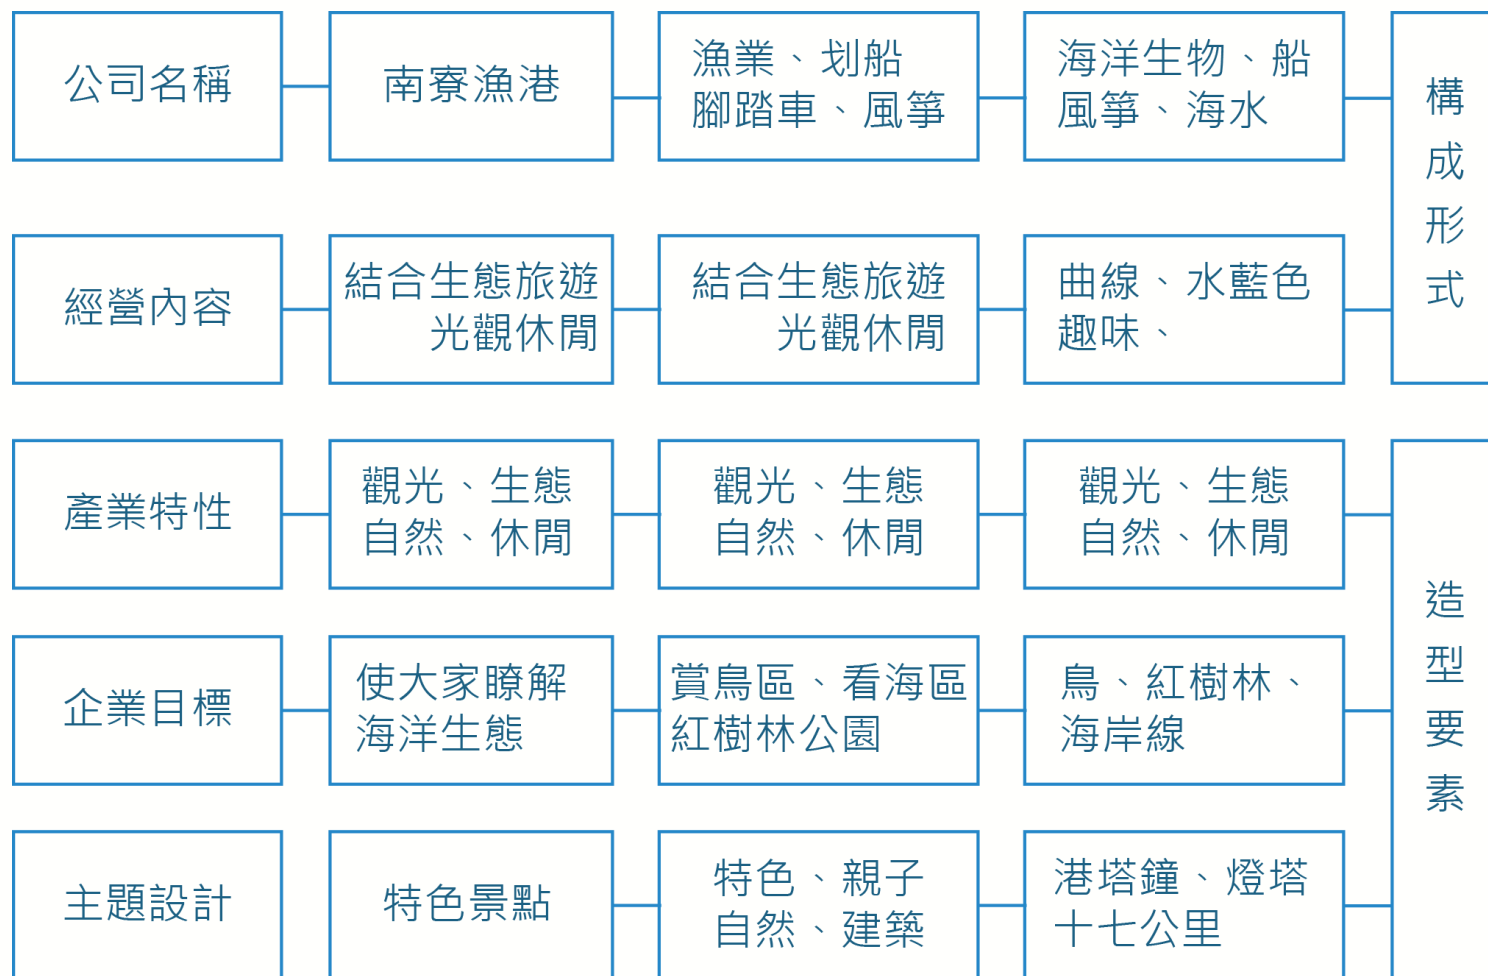 公司名稱
南寮漁港
漁業、划船
腳踏車、風箏
海洋生物、船
風箏、海水
構成形式
經營內容
結合生態旅遊
光觀休閒
結合生態旅遊
光觀休閒
曲線、水藍色
趣味、
產業特性
觀光、生態
自然、休閒
觀光、生態
自然、休閒
觀光、生態
自然、休閒
造型要素
企業目標
使大家瞭解
海洋生態
賞鳥區、看海區
紅樹林公園
鳥、紅樹林、
海岸線
主題設計
特色景點
特色、親子
自然、建築
港塔鐘、燈塔
十七公里